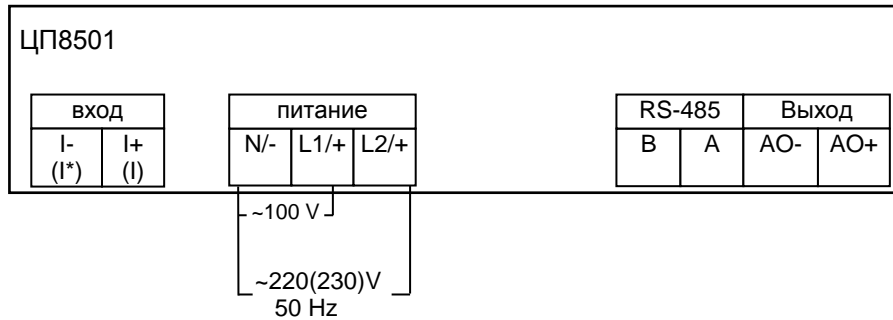 ЦП8501
вход питание RS-485 Выход
I- I+ N/- L1/+ L2/+ B A AO- AO+
(I*) (I)
~100 V
~220(230)V
50 Hz